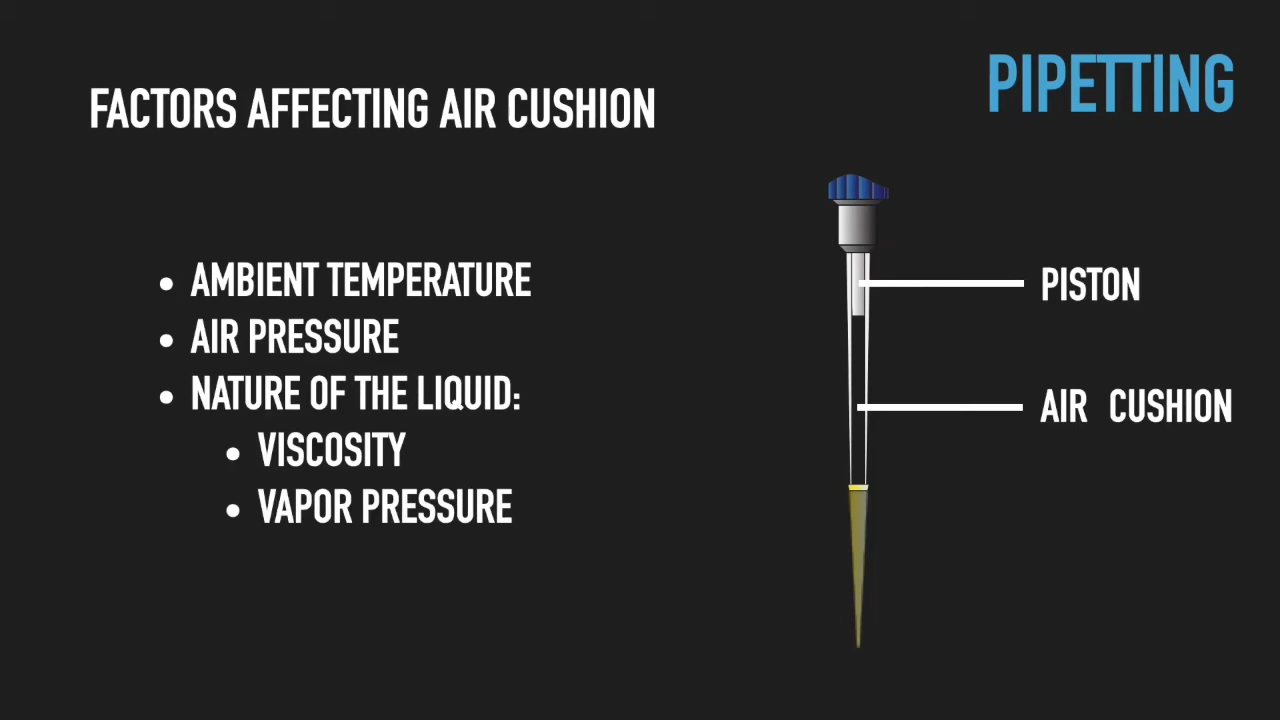 PIPETTING
FACTORS AFFECTING AIR CUSHION
• AMBIENT TEMPERATURE
• AIR PRESSURE
• NATURE OF THE LIQUID:
• VISCOSITY
• VAPOR PRESSURE
PISTON
AIR CUSHION